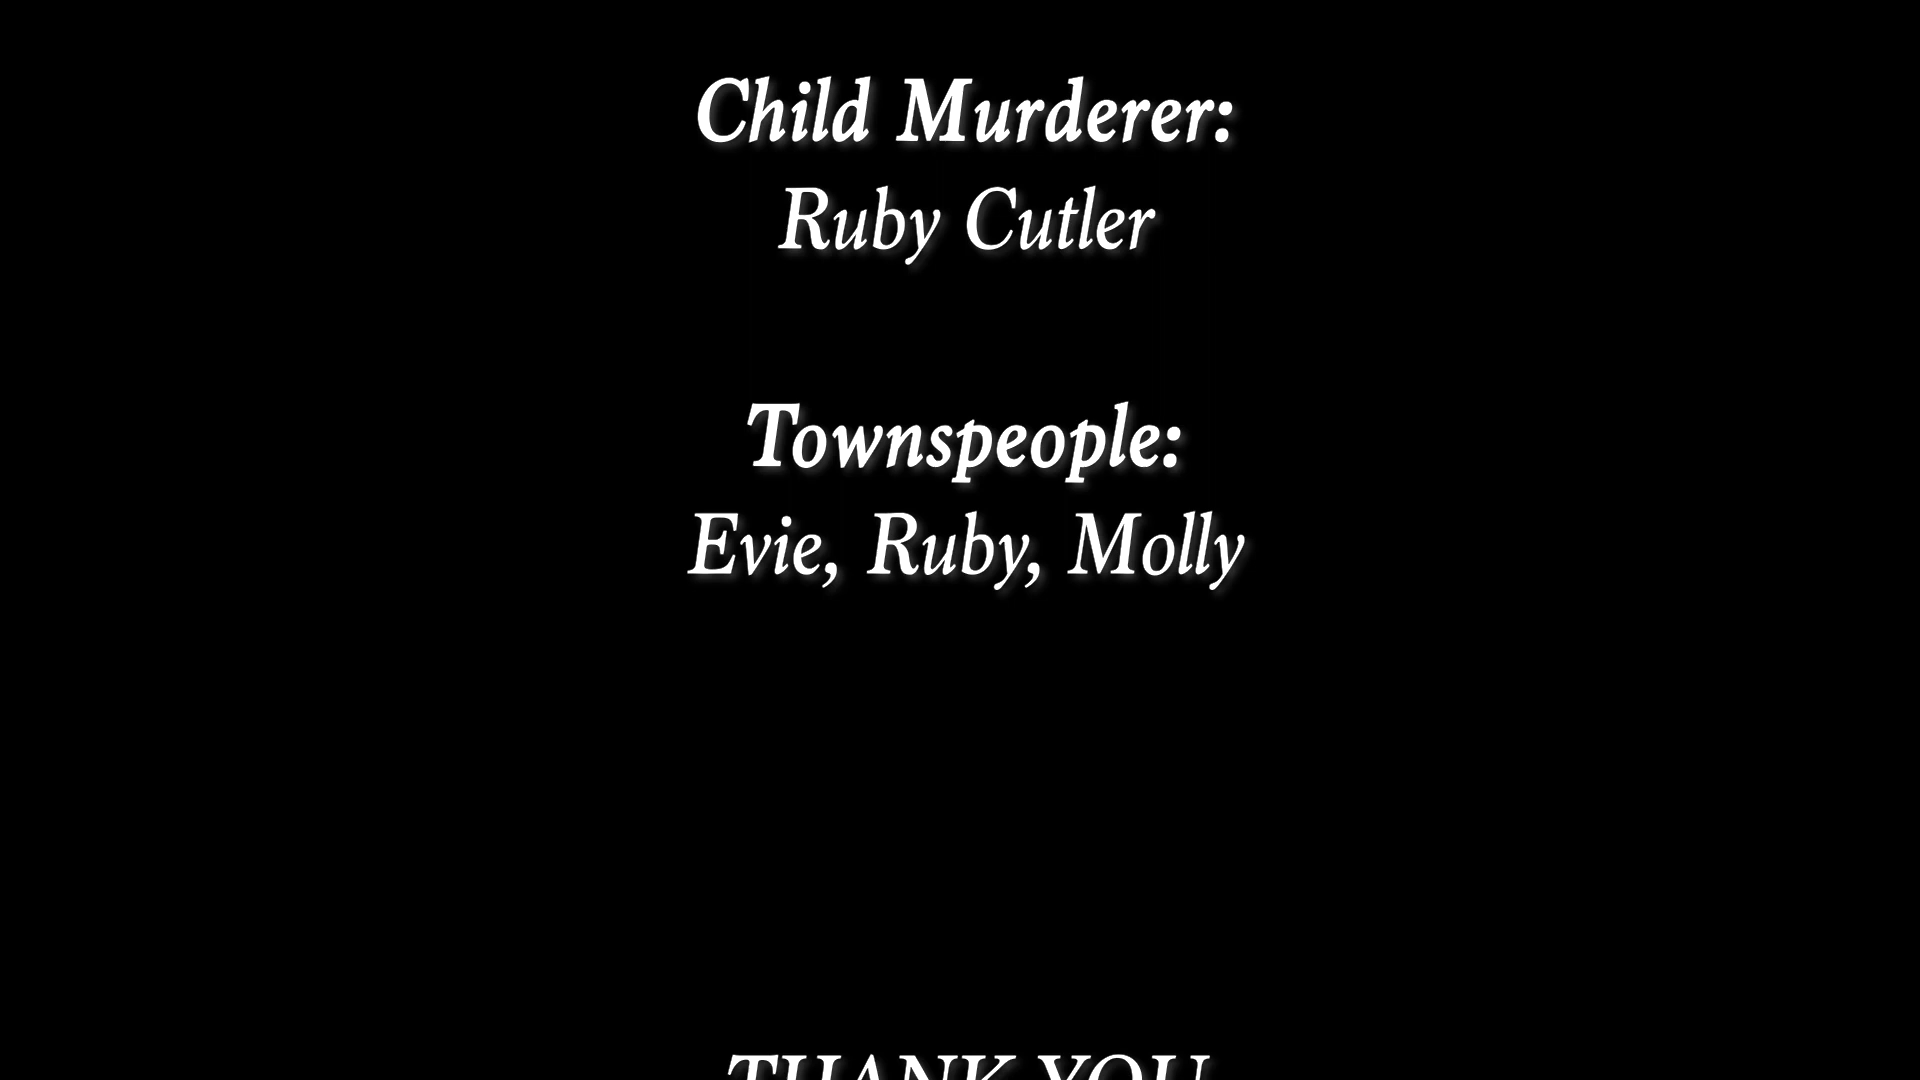 Child Murderer:
Ruby Cutler
Townspeople:
Evie, Ruby, Molly
THANK YOU